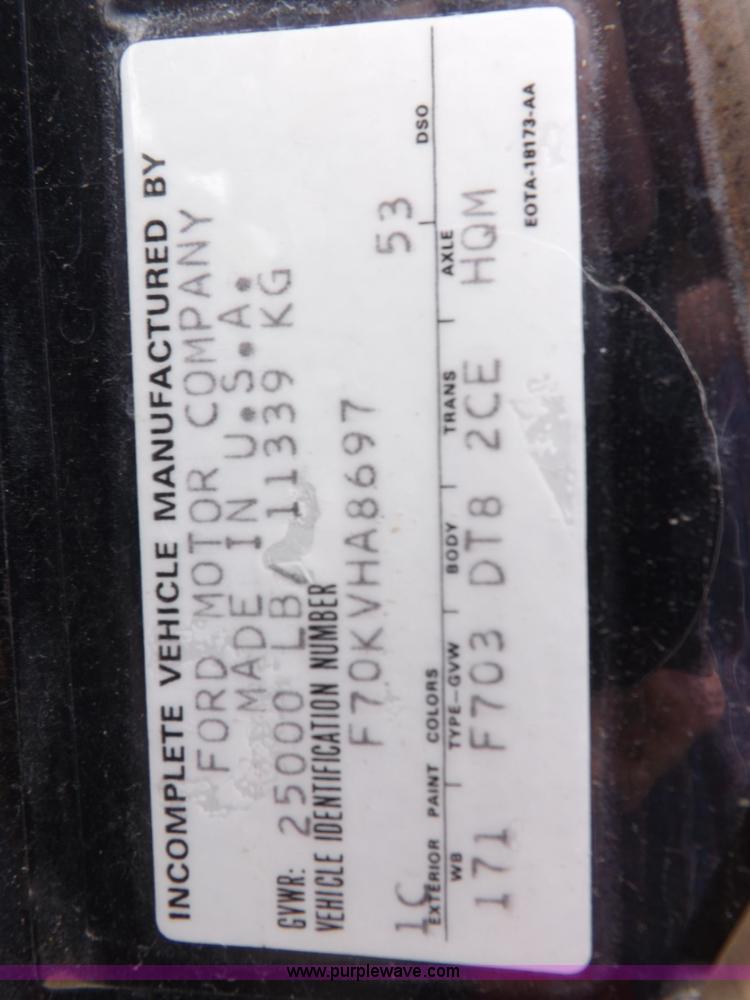 INCOMPLETE VEHICLE MANUFACTURED BY
FORD MOTOR COMPANY
MADE IN U.S.A.
GVWR: 25000 LB/ 11339 KG
VEHICLE IDENTIFICATION NUMBER
F70KVHA8697
1C 53
EXTERIOR PAINT COLORS DSO
WB TYPE-GVW BODY TRANS AXLE
171 F703 DT8 2CE HQM
EOTA-18173-AA
www.purplewave.com